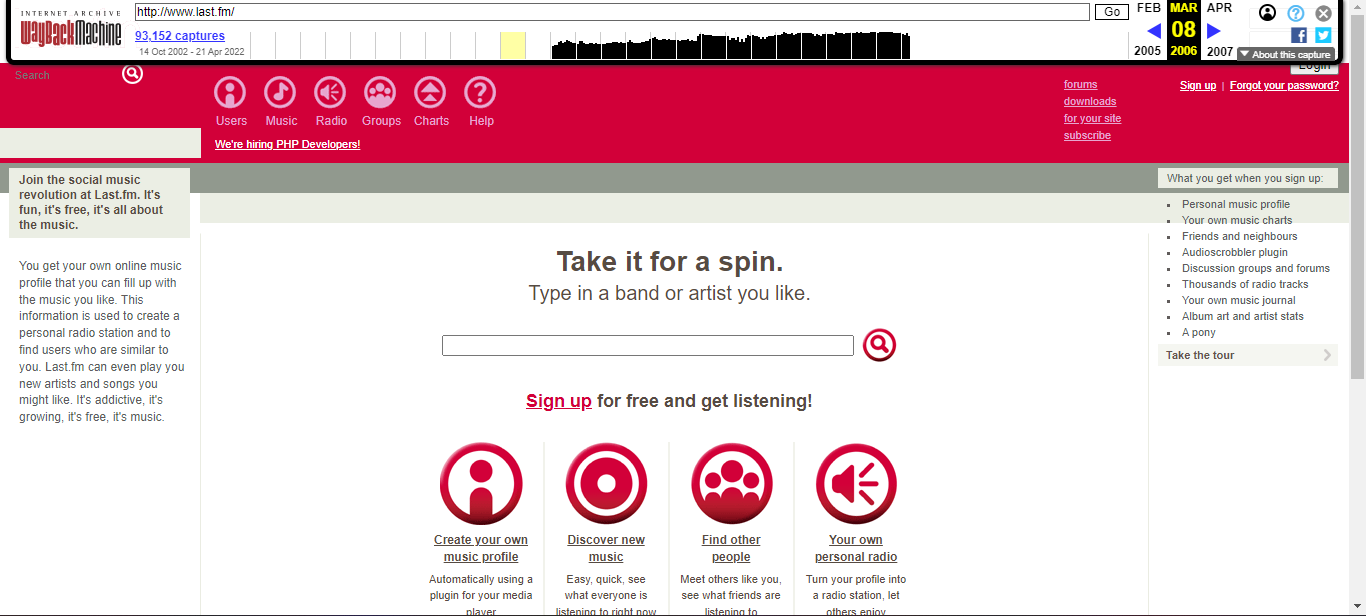 INTERNET ARCHIVE
WayBackMachine
http://www.last.fm/
Go
93,152 captures
14 Oct 2002 - 21 Apr 2022
FEB MAR APR
08
2005 2006 2007
?
f
About this capture
Search
Login
Sign up | Forgot your password?
Users Music Radio Groups Charts Help
We're hiring PHP Developers!
forums
downloads
for your site
subscribe
Join the social music
revolution at Last.fm. It's
fun, it's free, it's all about
the music.
You get your own online music
profile that you can fill up with
the music you like. This
information is used to create a
personal radio station and to
find users who are similar to
you. Last.fm can even play you
new artists and songs you
might like. It's addictive, it's
growing, it's free, it's music.
Take it for a spin.
Type in a band or artist you like.
Sign up for free and get listening!
Create your own
music profile
Automatically using a
plugin for your media
player
Discover new
music
Easy, quick, see
what everyone is
listening to right now
Find other
people
Meet others like you,
see what friends are
listening to
Your own
personal radio
Turn your profile into
a radio station, let
others enjoy
What you get when you sign up:
Personal music profile
Your own music charts
Friends and neighbours
Audioscrobbler plugin
Discussion groups and forums
Thousands of radio tracks
Your own music journal
Album art and artist stats
A pony
Take the tour